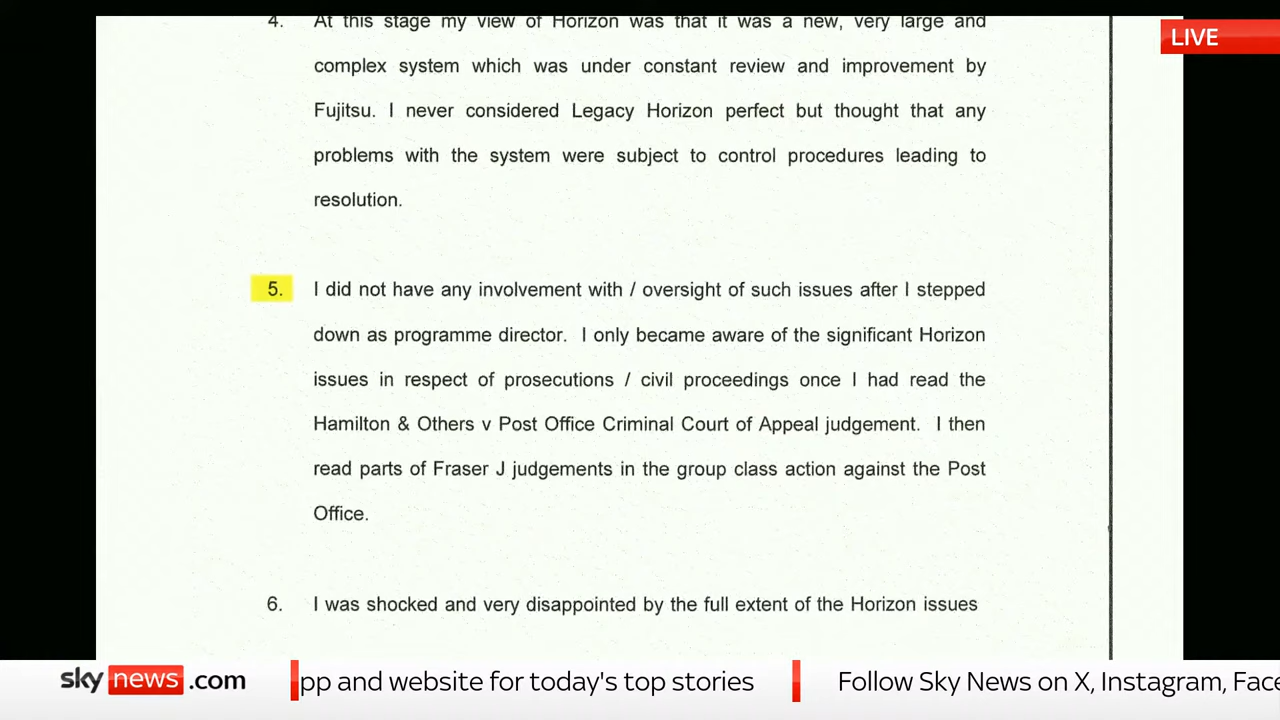 4. At this stage my view of Horizon was that it was a new, very large and
LIVE
complex system which was under constant review and improvement by
Fujitsu. I never considered Legacy Horizon perfect but thought that any
problems with the system were subject to control procedures leading to
resolution.
5. I did not have any involvement with / oversight of such issues after I stepped
down as programme director. I only became aware of the significant Horizon
issues in respect of prosecutions / civil proceedings once I had read the
Hamilton & Others v Post Office Criminal Court of Appeal judgement. I then
read parts of Fraser J judgements in the group class action against the Post
Office.
6. I was shocked and very disappointed by the full extent of the Horizon issues
sky news .com
pp and website for today's top stories
Follow Sky News on X, Instagram, Face